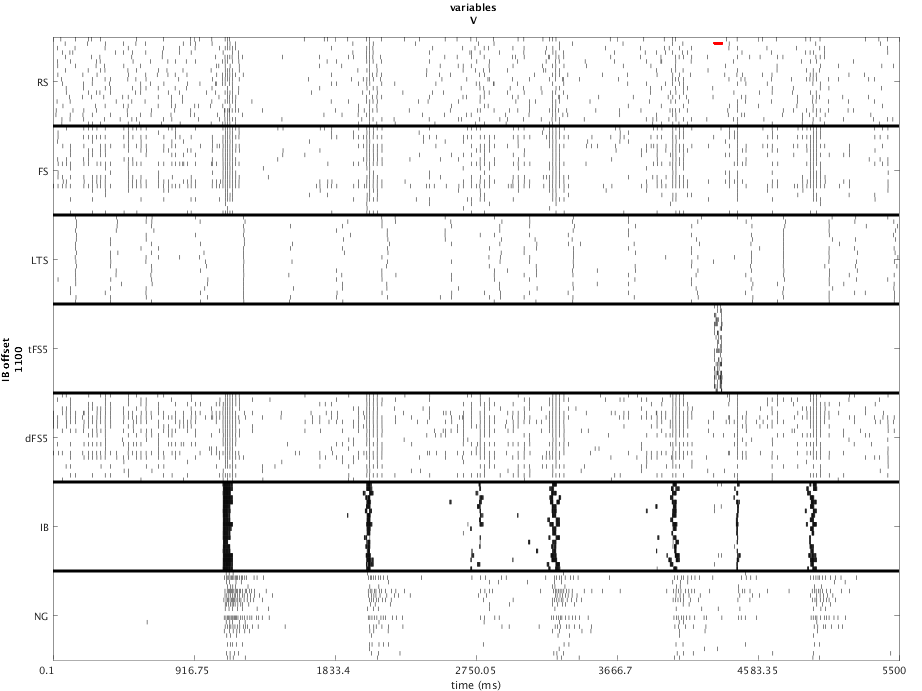 variables
V
RS
FS
LTS
tFS5
dFS5
IB
NG
IB offset
1100
0.1 916.75 1833.4 2750.05 3666.7 4583.35 5500
time (ms)